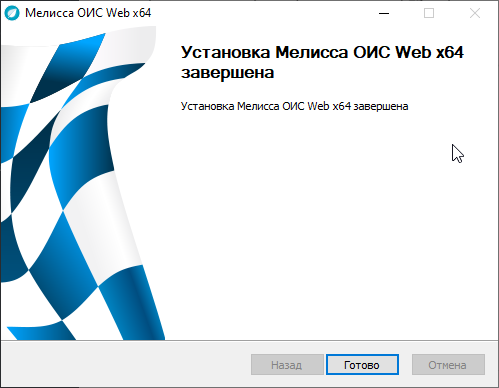 Мелисса ОИС Web x64
Установка Мелисса ОИС Web x64
завершена
Установка Мелисса ОИС Web x64 завершена
Назад
Готово
Отмена